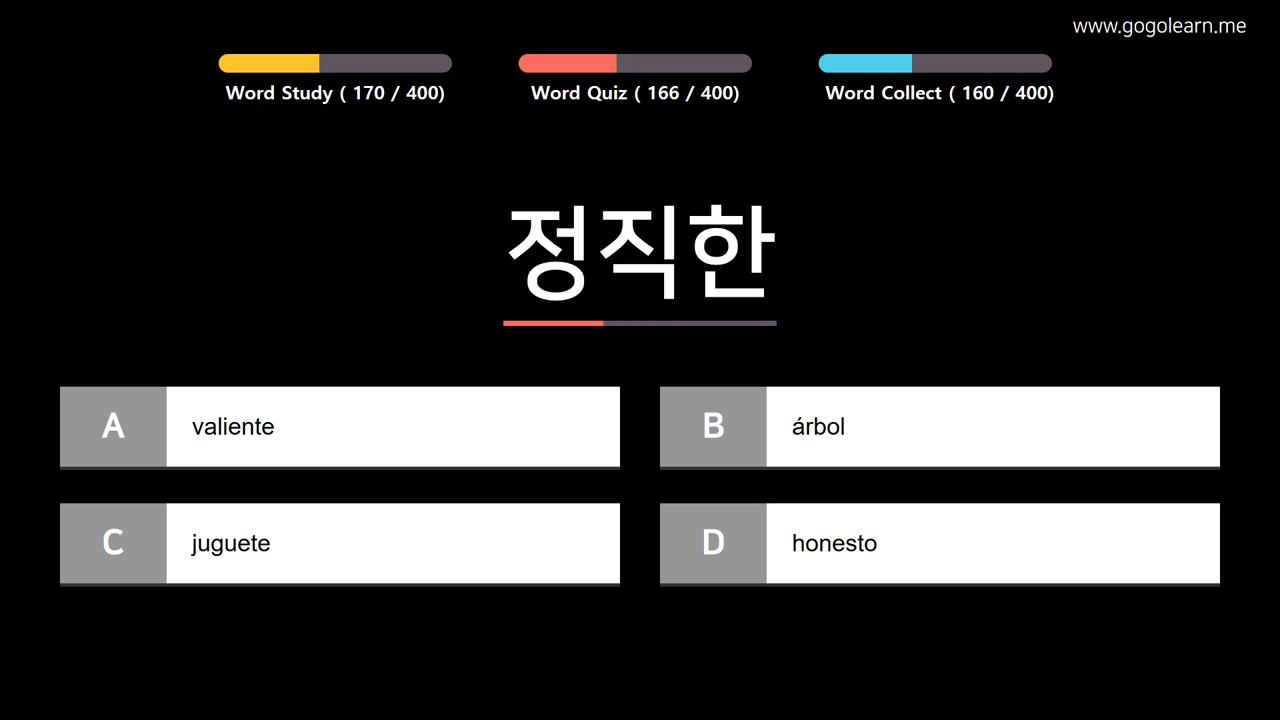 www.gogolearn.me
Word Study ( 170 / 400)
Word Quiz ( 166 / 400)
Word Collect ( 160 / 400)
정직한
A valiente
B árbol
C juguete
D honesto